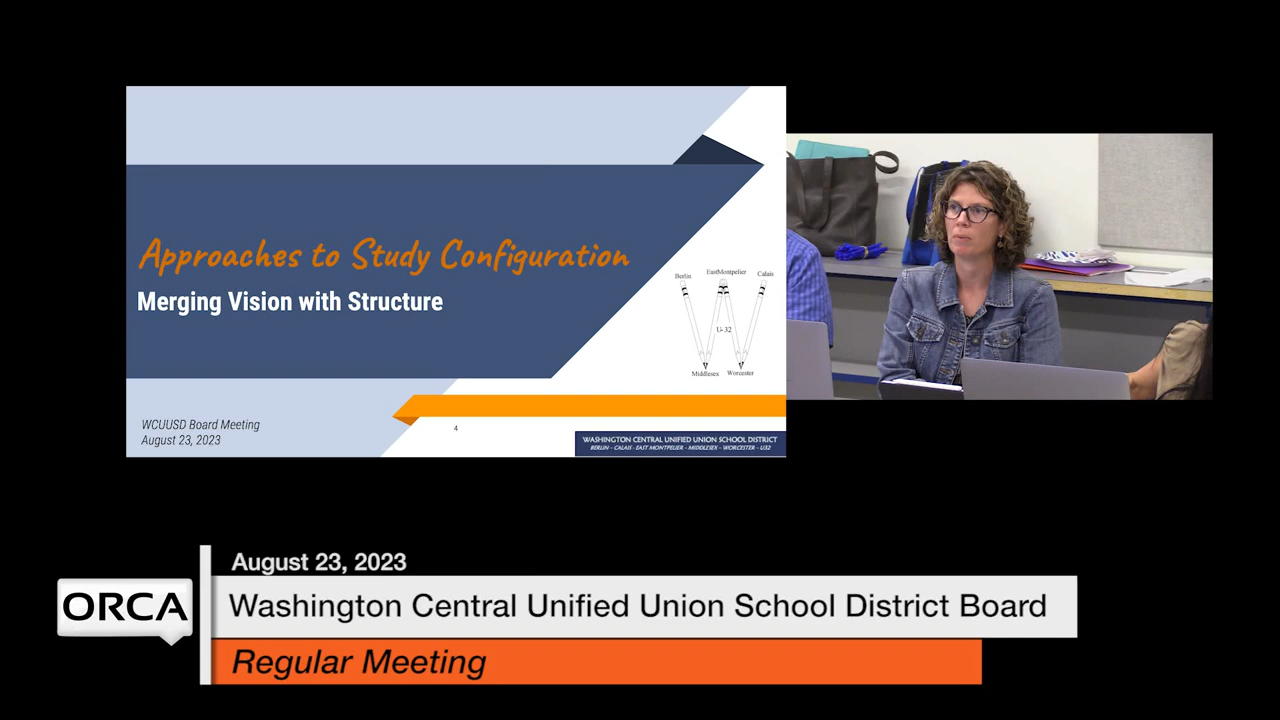 Approaches to Study Configuration
Merging Vision with Structure
Berlin
EastMontpelier
Calais
U-32
Middlesex
Worcester
WCUUSD Board Meeting
August 23, 2023
4
WASHINGTON CENTRAL UNIFIED UNION SCHOOL DISTRICT
BERLIN - CALAIS - EAST MONTPELIER - MIDDLESEX - WORCESTER - U32
August 23, 2023
ORCA
Washington Central Unified Union School District Board
Regular Meeting